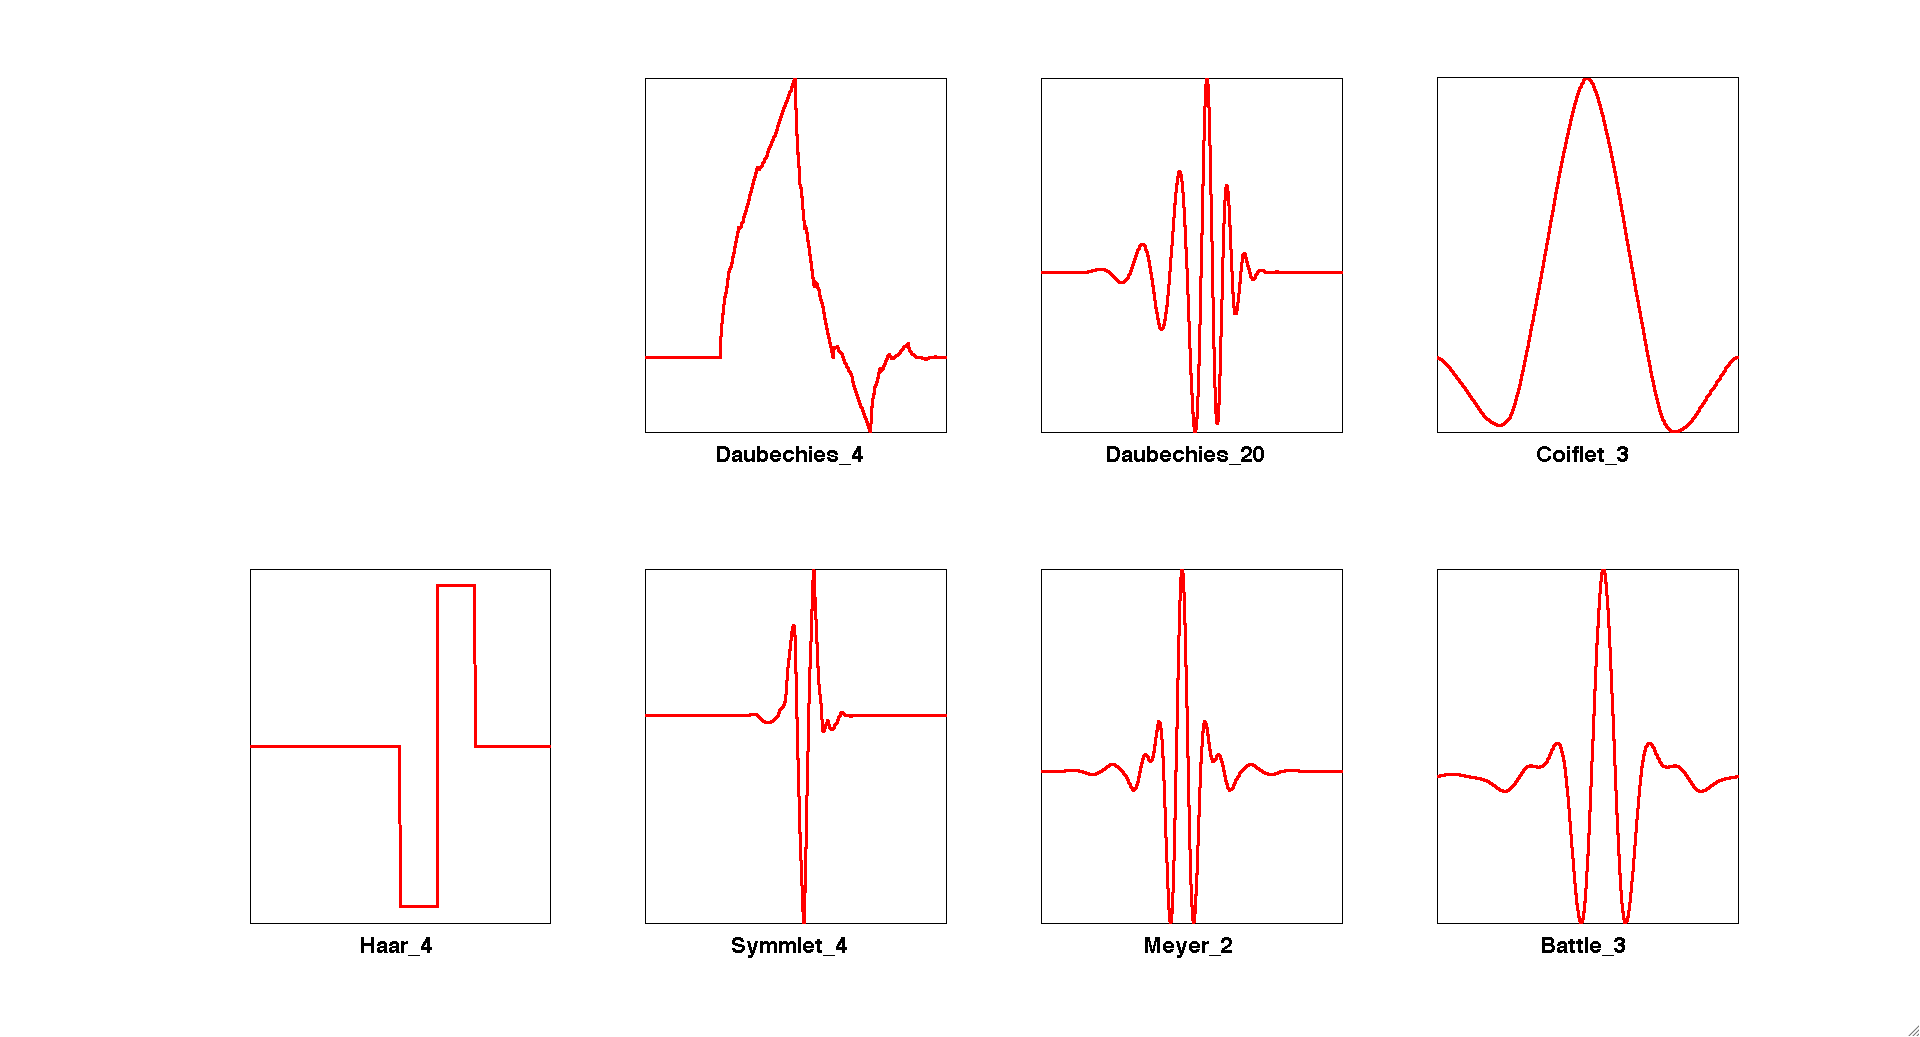 Daubechies_4
Daubechies_20
Coiflet_3
Haar_4
Symmlet_4
Meyer_2
Battle_3